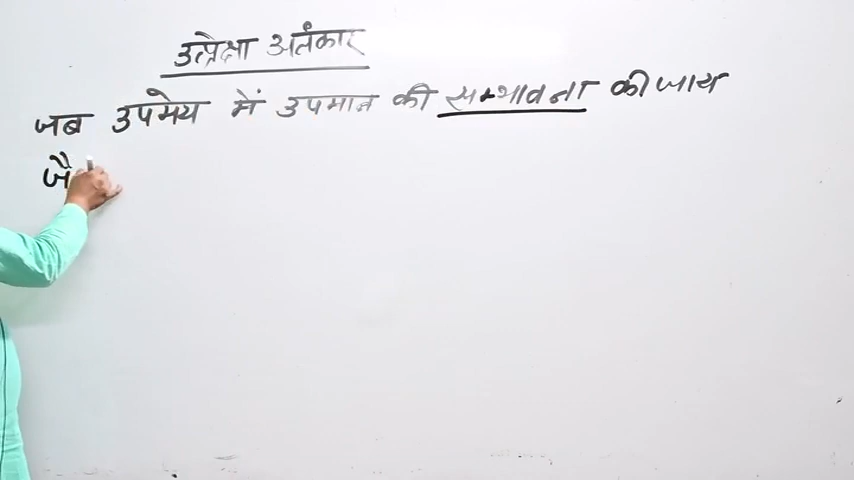 उत्प्रेक्षा अलंकार
जब उपमेय में उपमान की सम्भावना की जाय
जै